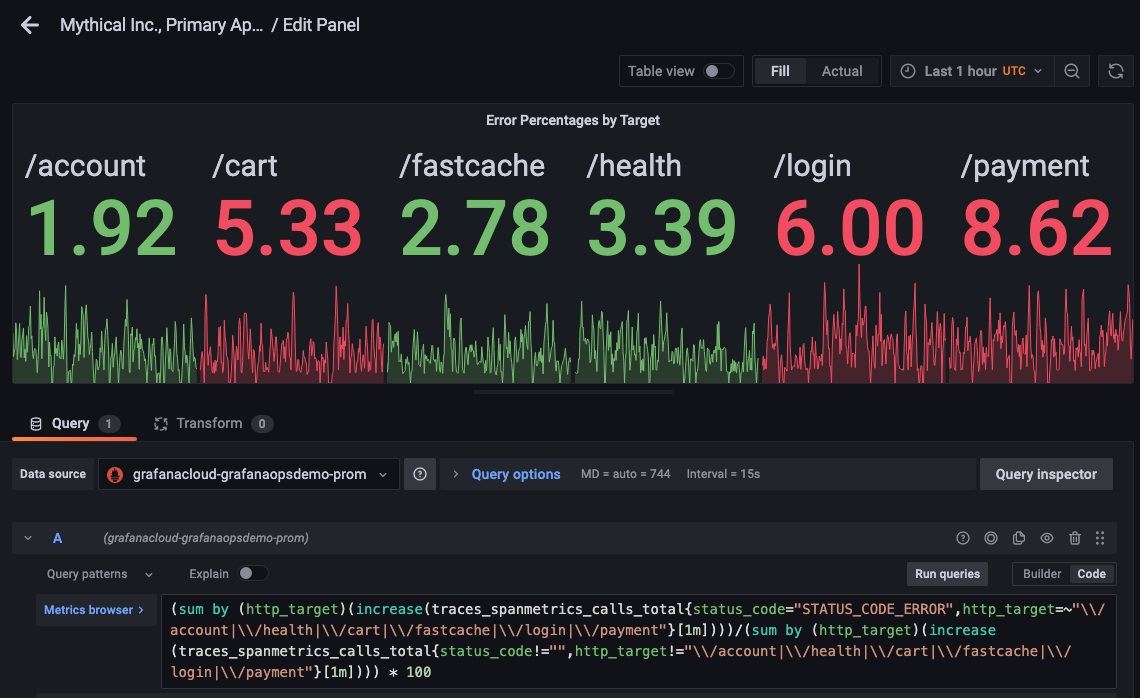 Mythical Inc., Primary Ap... / Edit Panel
Table view Fill Actual Last 1 hour UTC
Error Percentages by Target
/account /cart /fastcache /health /login /payment
1.92 5.33 2.78 3.39 6.00 8.62
Query 1 Transform 0
Data source grafanacloud-grafanaopsdemo-prom Query options MD = auto = 744 Interval = 15s Query inspector
A (grafanacloud-grafanaopsdemo-prom)
Query patterns Explain Run queries Builder Code
Metrics browser > (sum by (http_target)(increase(traces_spanmetrics_calls_total{status_code="STATUS_CODE_ERROR",http_target=~"\\/
account|\\/health|\\/cart|\\/fastcache|\\/login|\\/payment"}[1m])))/(sum by (http_target)(increase
(traces_spanmetrics_calls_total{status_code!="",http_target!="\\/account|\\/health|\\/cart|\\/fastcache|\\/
login|\\/payment"}[1m]))) * 100